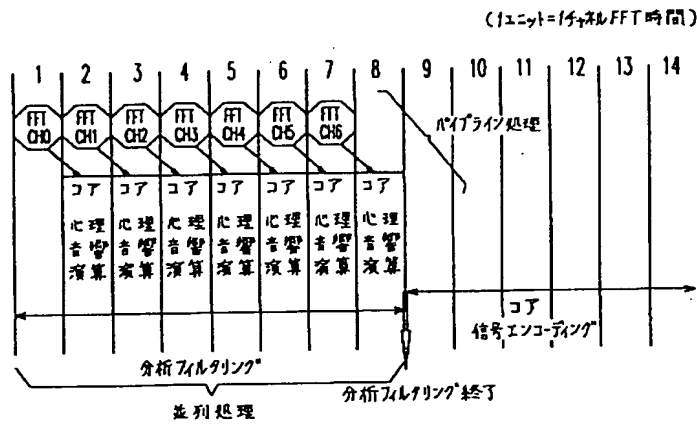 (1ユニット=1チャネルFFT時間)
1 2 3 4 5 6 7 8 9 10 11 12 13 14
FFT CH0
FFT CH1
FFT CH2
FFT CH3
FFT CH4
FFT CH5
FFT CH6
パイプライン処理
コア 心理音響演算
コア 心理音響演算
コア 心理音響演算
コア 心理音響演算
コア 心理音響演算
コア 心理音響演算
コア 心理音響演算
コア
信号エンコーディング
分析フィルタリング
分析フィルタリング終了
並列処理